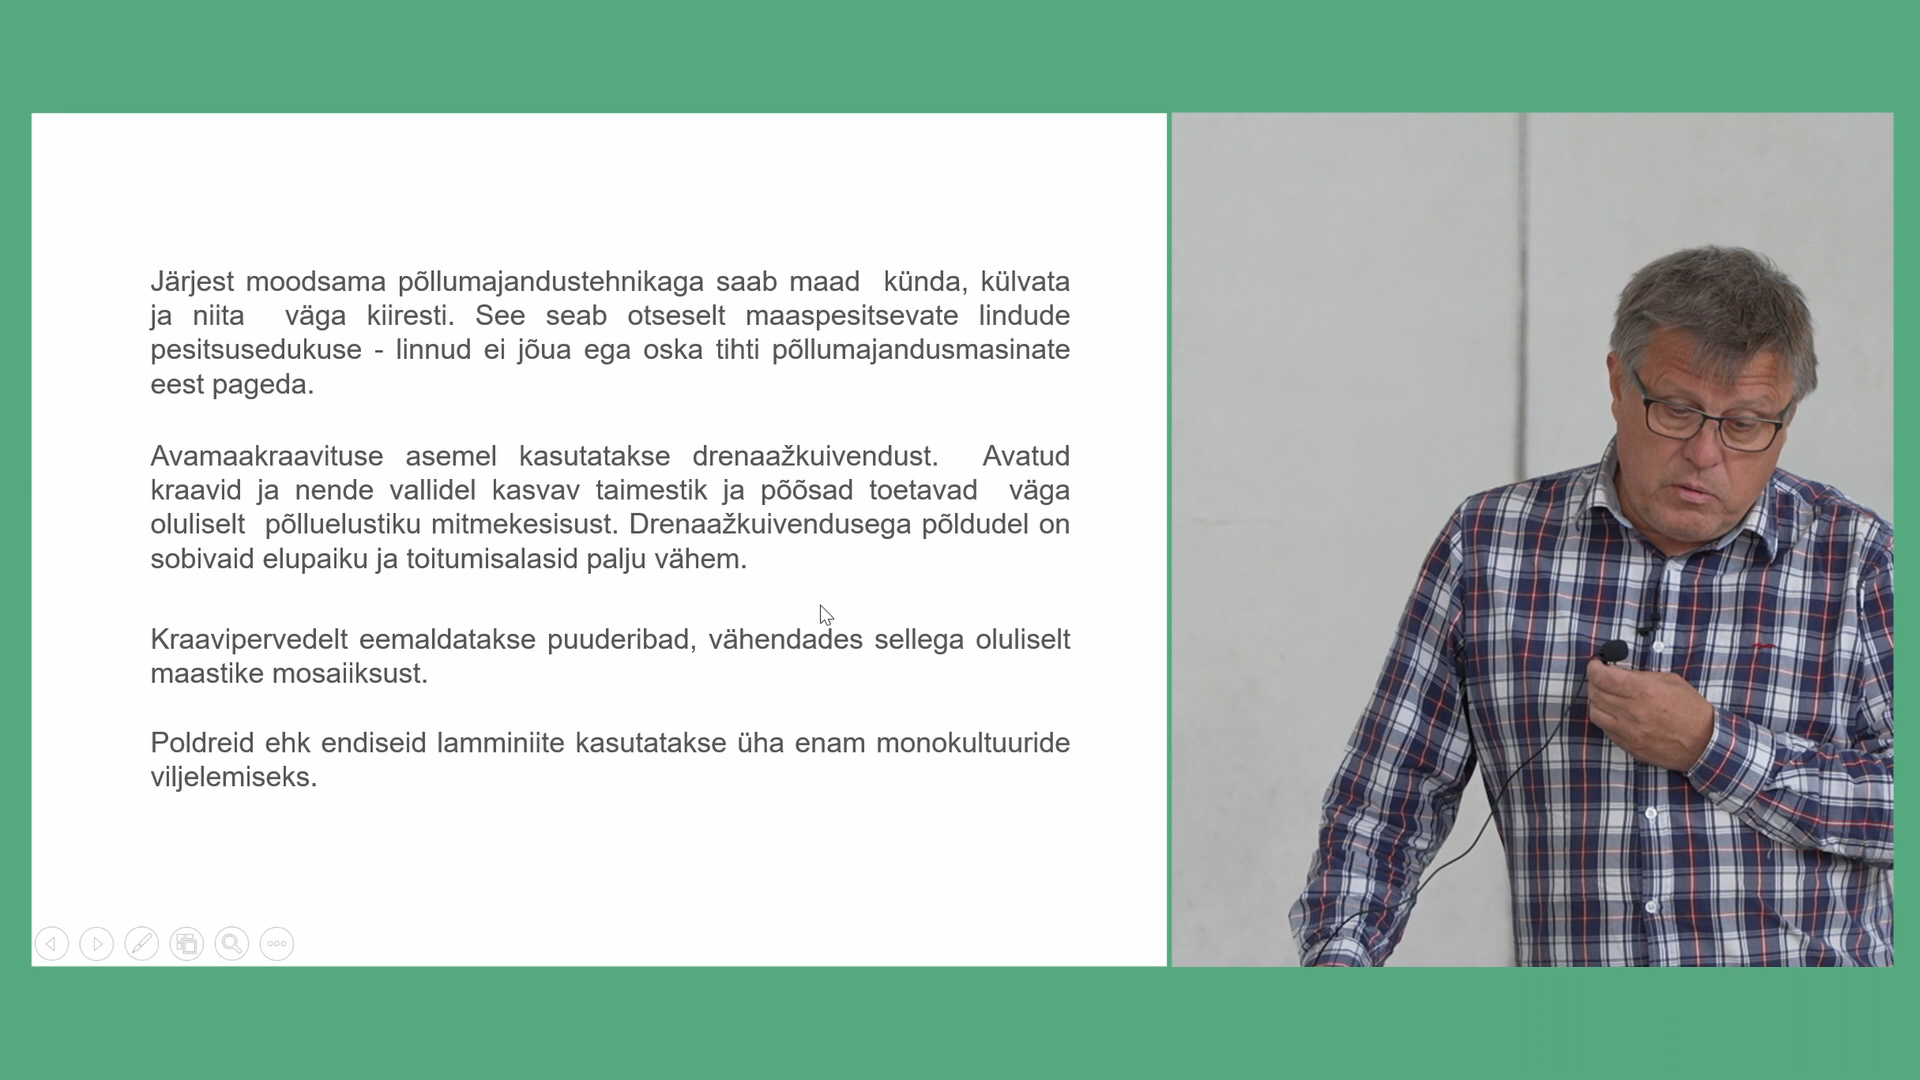 Järjest moodsama põllumajandustehnikaga saab maad künda, külvata
ja niita väga kiiresti. See seab otseselt maaspesitsevate lindude
pesitsusedukuse - linnud ei jõua ega oska tihti põllumajandusmasinate
eest pageda.
Avamaakraavituse asemel kasutatakse drenaažkuivendust. Avatud
kraavid ja nende vallidel kasvav taimestik ja põõsad toetavad väga
oluliselt põlluelustiku mitmekesisust. Drenaažkuivendusega põldudel on
sobivaid elupaiku ja toitumisalasid palju vähem.
Kraavipervedelt eemaldatakse puuderibad, vähendades sellega oluliselt
maastike mosaiiksust.
Poldreid ehk endiseid lamminiite kasutatakse üha enam monokultuuride
viljelemiseks.